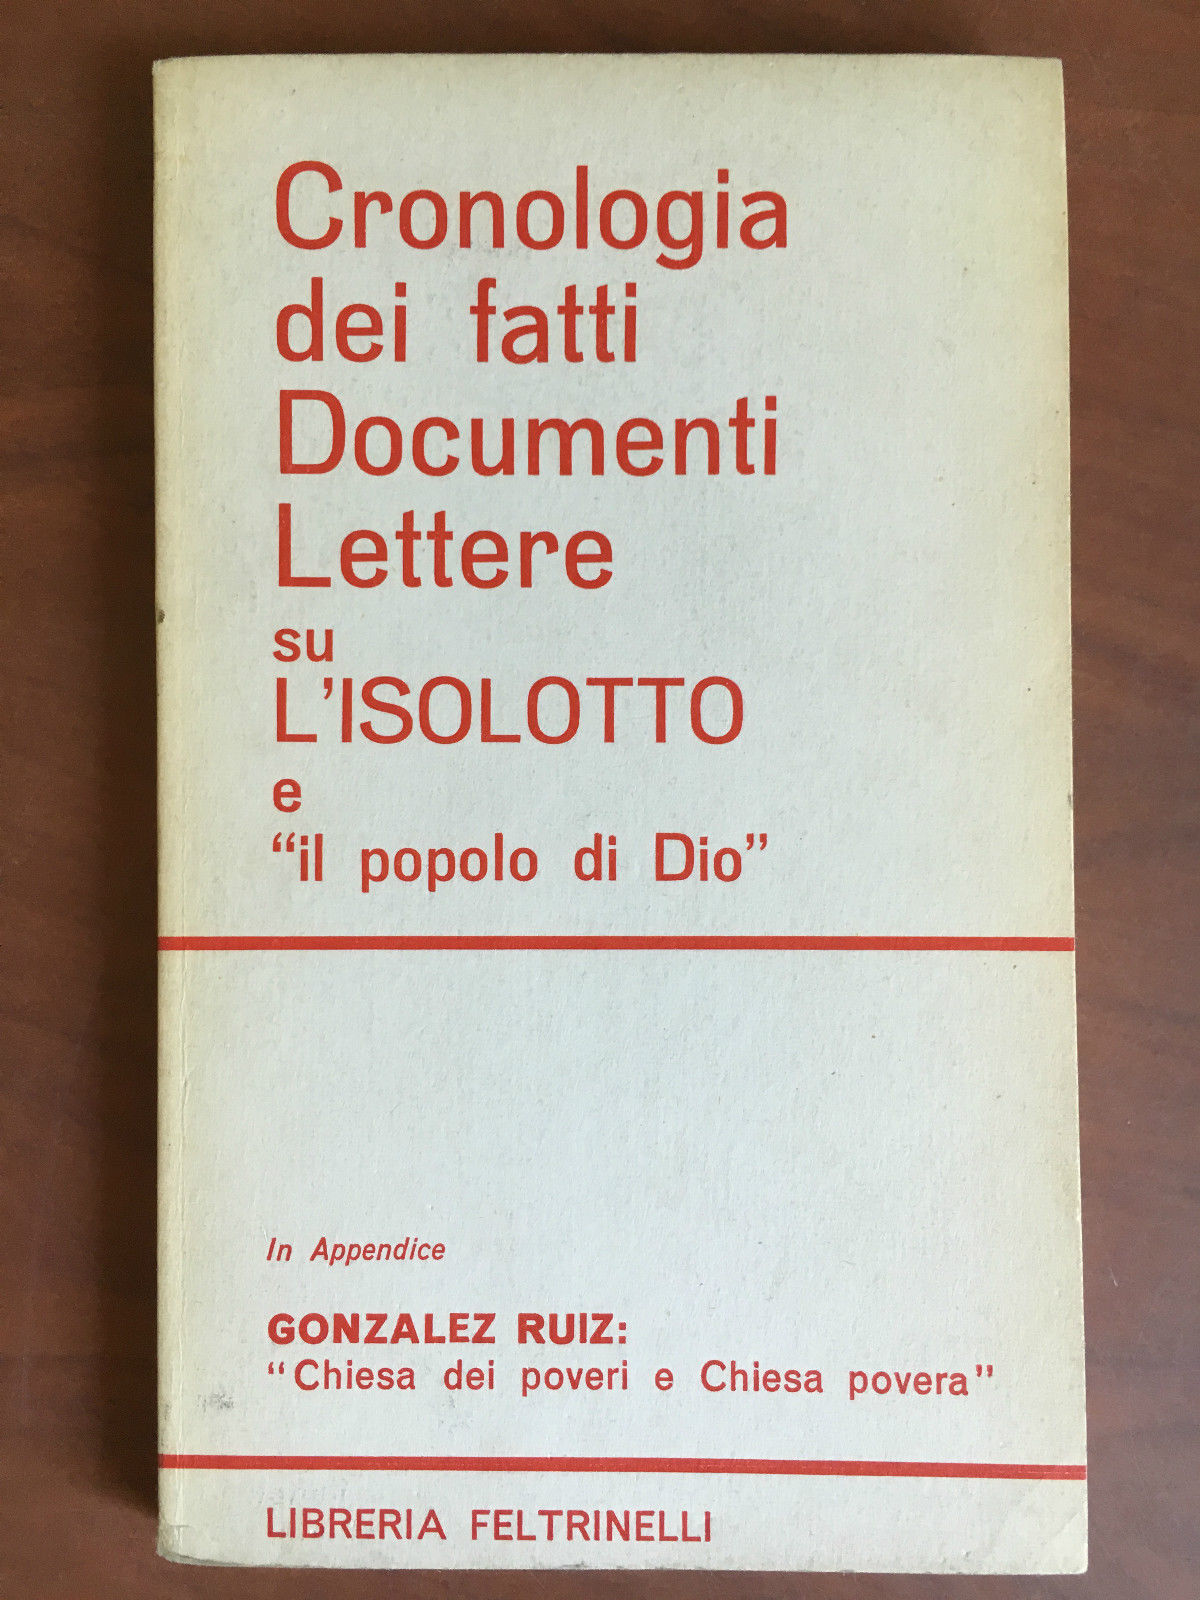 Cronologia
dei fatti
Documenti
Lettere
su
L'ISOLOTTO
e
“il popolo di Dio”
In Appendice
GONZALEZ RUIZ:
“Chiesa dei poveri e Chiesa povera”
LIBRERIA FELTRINELLI